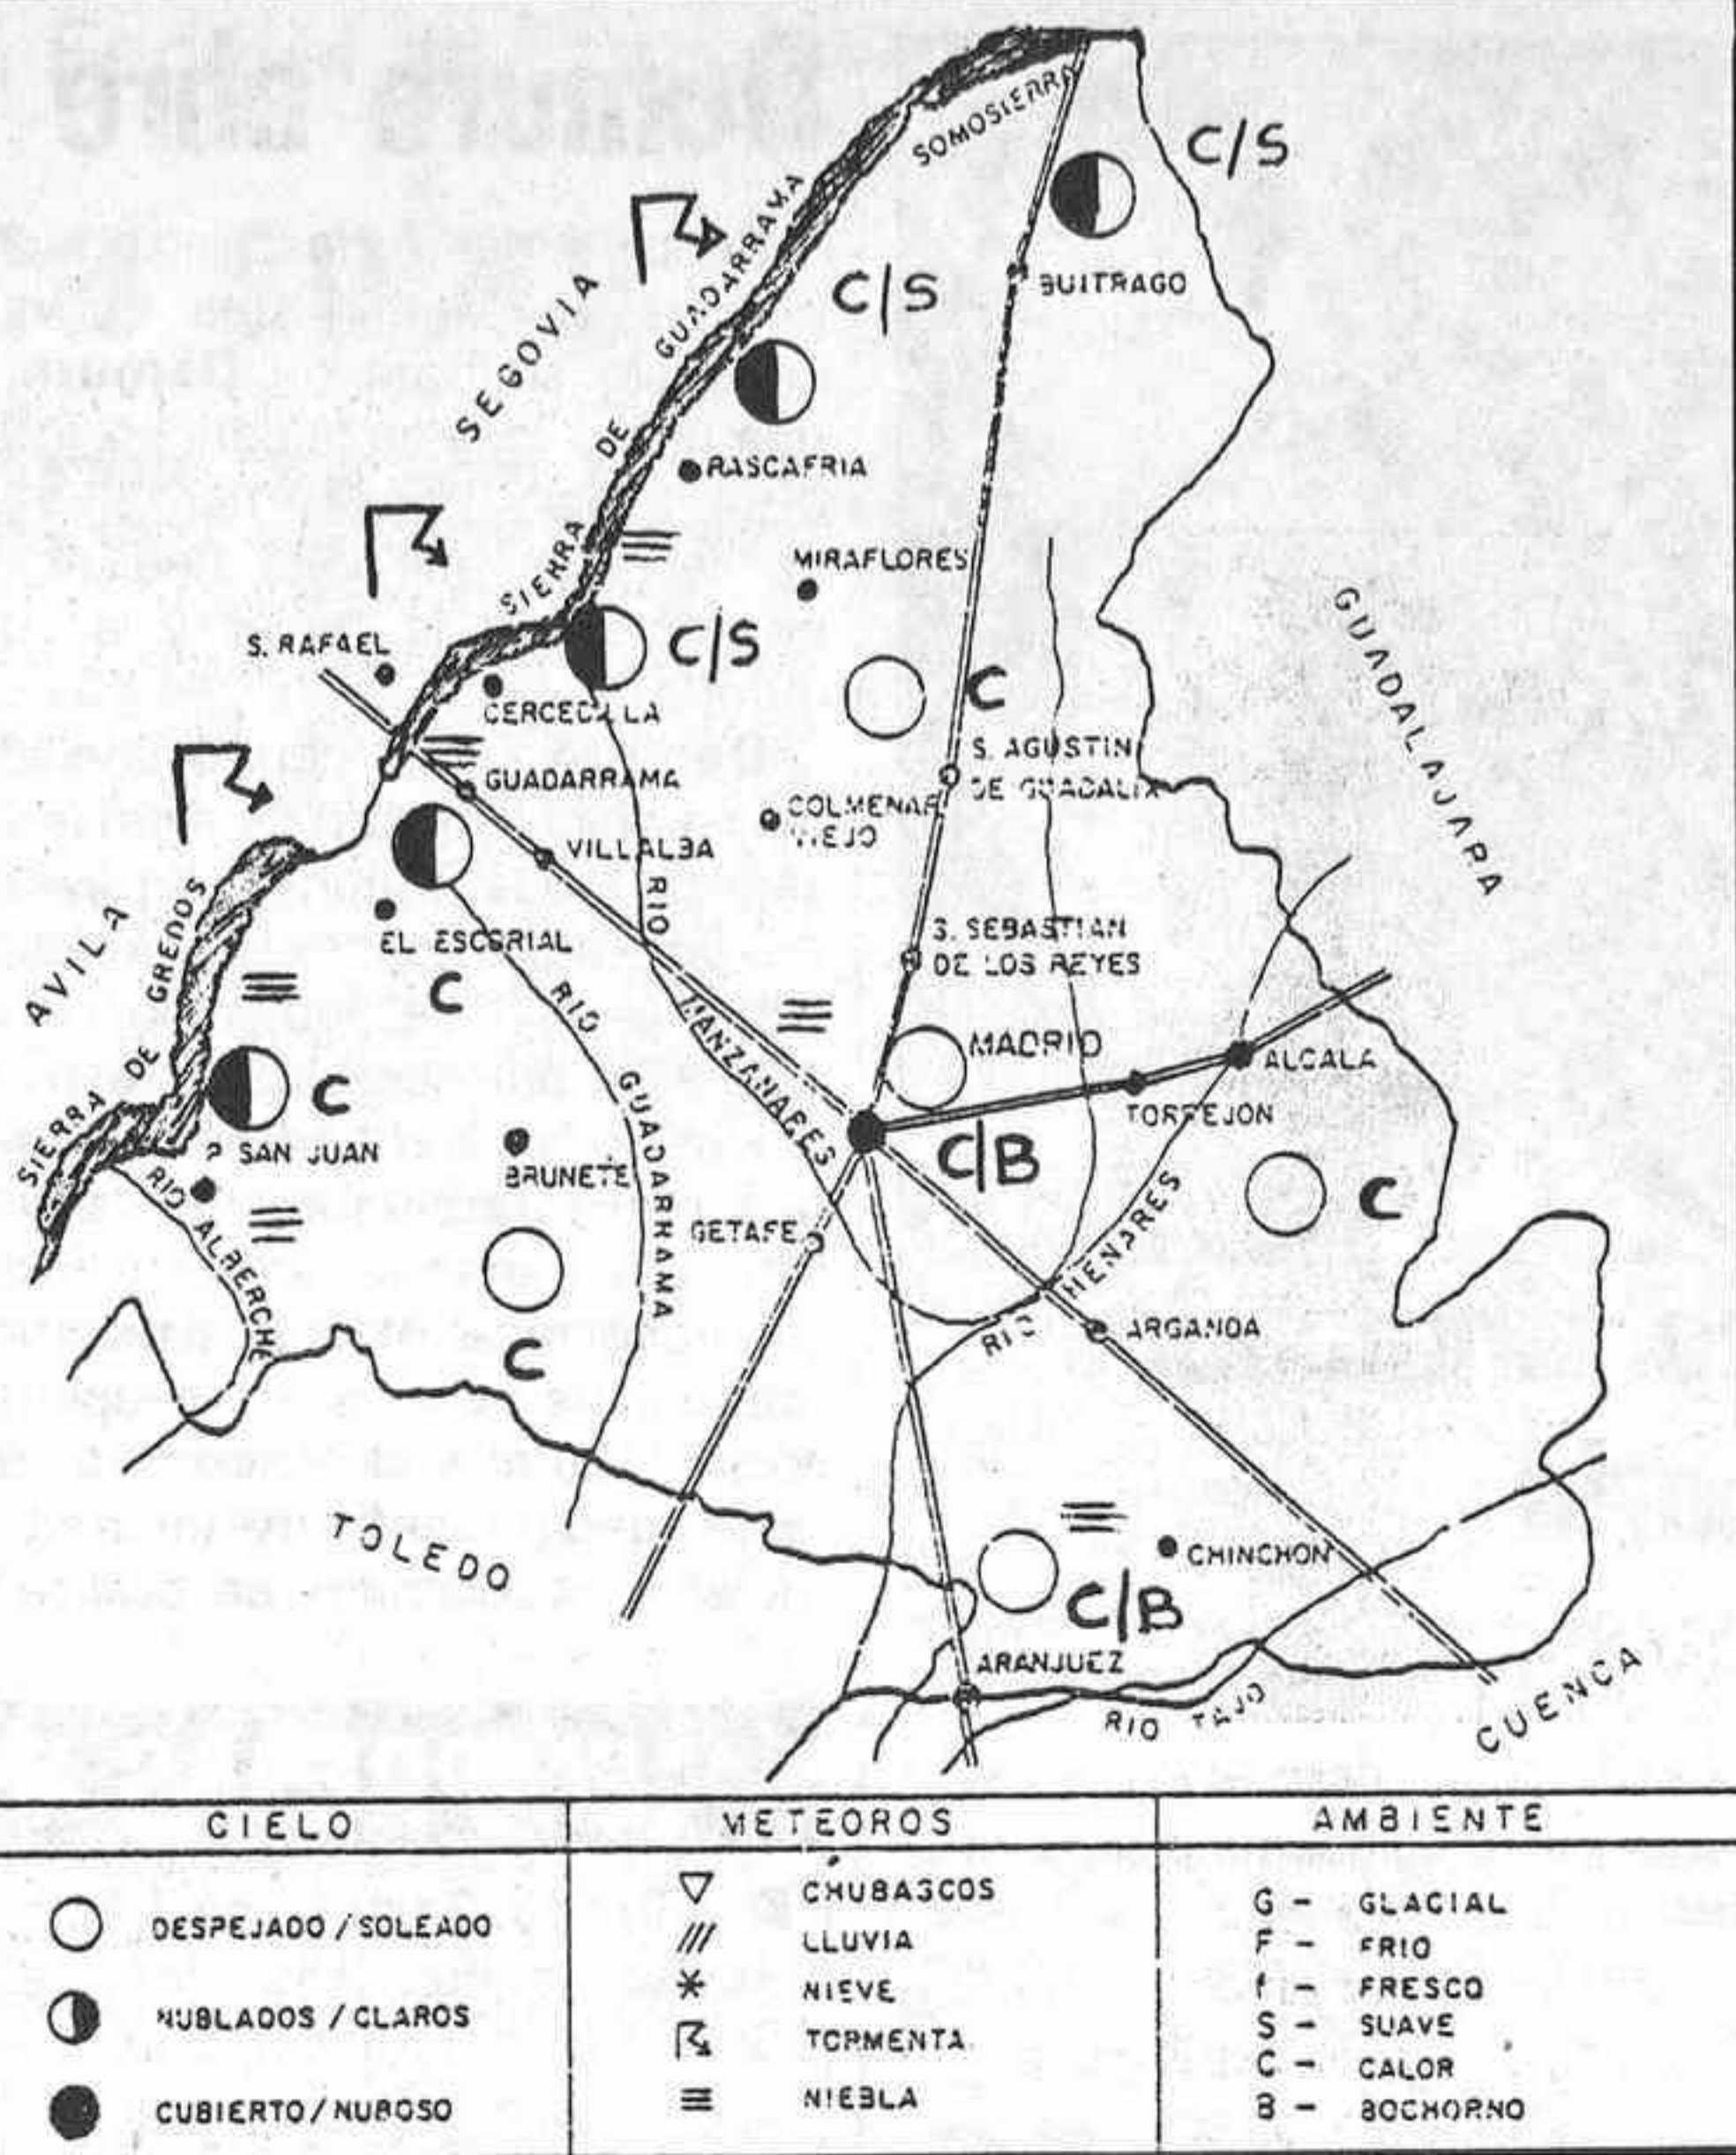 SOMOSIERRA
C/S
BUITRAGO
SEGOVIA
SIERRA DE GUADARRAMA
C/S
RASCAFRIA
MIRAFLORES
S. RAFAEL
C/S
CERCEDILLA
C
S. AGUSTIN
DE GUADALIX
GUADALAJARA
GUADARRAMA
COLMENAR
VIEJO
VILLALBA
AVILA
SIERRA DE GREDOS
EL ESCORIAL
C
S. SEBASTIAN
DE LOS REYES
RIO MANZANARES
RIO GUADARRAMA
MADRID
ALCALA
TORREJON
C
P SAN JUAN
BRUNETE
C/B
C
RIO ALBERCHE
GETAFE
RIO HENARES
C
ARGANDA
TOLEDO
CHINCHON
C/B
ARANJUEZ
RIO TAJO
CUENCA
CIELO
DESPEJADO / SOLEADO
NUBLADOS / CLAROS
CUBIERTO / NUBOSO
METEOROS
CHUBASCOS
LLUVIA
NIEVE
TORMENTA
NIEBLA
AMBIENTE
G - GLACIAL
F - FRIO
f - FRESCO
S - SUAVE
C - CALOR
B - BOCHORNO